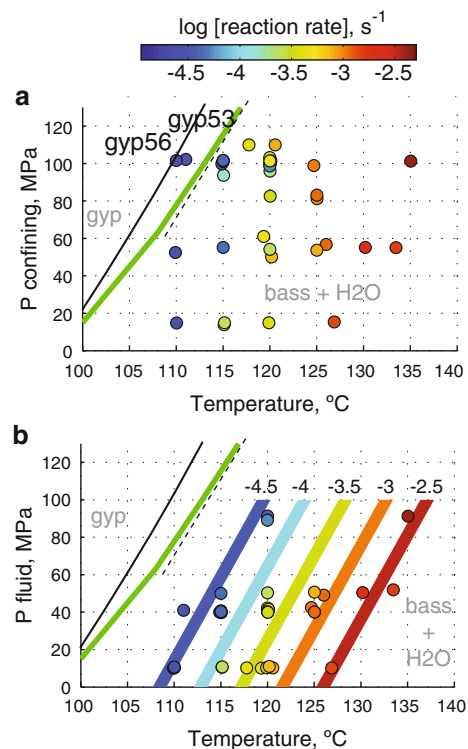 log [reaction rate], s⁻¹
-4.5 -4 -3.5 -3 -2.5
a
120
100
80
60
40
20
0
P confining, MPa
gyp56 gyp53
gyp
bass + H2O
100 105 110 115 120 125 130 135 140
Temperature, ºC
b
120
100
80
60
40
20
0
P fluid, MPa
gyp
-4.5 -4 -3.5 -3 -2.5
bass
+
H2O
100 105 110 115 120 125 130 135 140
Temperature, ºC